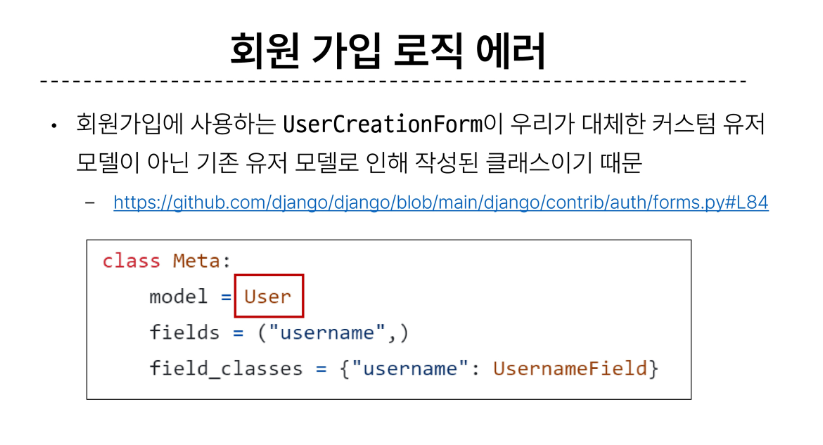 회원 가입 로직 에러
• 회원가입에 사용하는 UserCreationForm이 우리가 대체한 커스텀 유저
모델이 아닌 기존 유저 모델로 인해 작성된 클래스이기 때문
– https://github.com/django/django/blob/main/django/contrib/auth/forms.py#L84
class Meta:
    model = User
    fields = ("username",)
    field_classes = {"username": UsernameField}